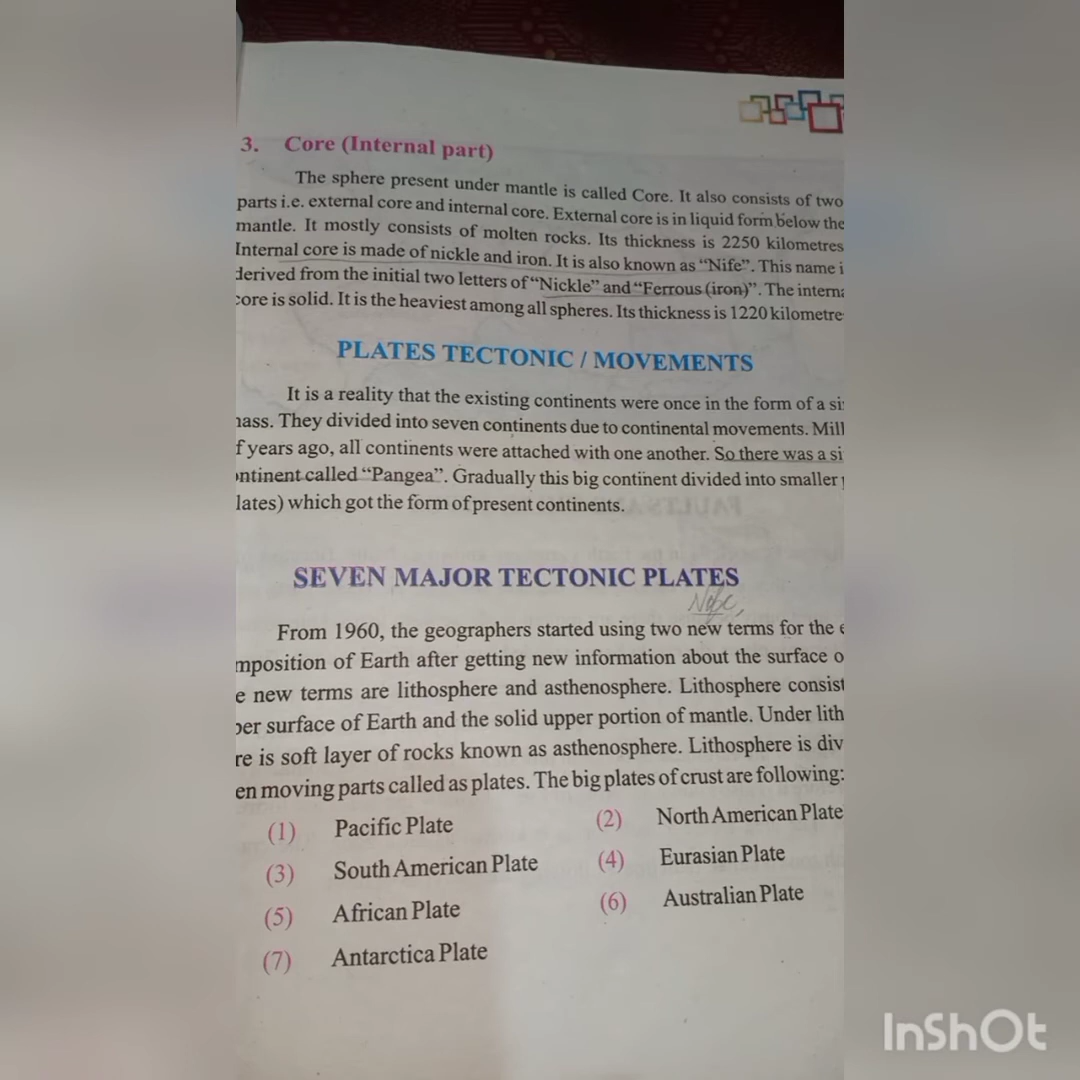 3. Core (Internal part)
The sphere present under mantle is called Core. It also consists of two
parts i.e. external core and internal core. External core is in liquid form below the
mantle. It mostly consists of molten rocks. Its thickness is 2250 kilometres
Internal core is made of nickle and iron. It is also known as "Nife". This name i
derived from the initial two letters of "Nickle" and "Ferrous (iron)". The interna
core is solid. It is the heaviest among all spheres. Its thickness is 1220 kilometre
PLATES TECTONIC / MOVEMENTS
It is a reality that the existing continents were once in the form of a si
mass. They divided into seven continents due to continental movements. Mill
f years ago, all continents were attached with one another. So there was a si
ontinent called "Pangea". Gradually this big continent divided into smaller
lates) which got the form of present continents.
SEVEN MAJOR TECTONIC PLATES
From 1960, the geographers started using two new terms for the e
mposition of Earth after getting new information about the surface o
e new terms are lithosphere and asthenosphere. Lithosphere consist
per surface of Earth and the solid upper portion of mantle. Under lith
re is soft layer of rocks known as asthenosphere. Lithosphere is div
en moving parts called as plates. The big plates of crust are following:
(1) Pacific Plate (2) North American Plate
(3) South American Plate (4) Eurasian Plate
(5) African Plate (6) Australian Plate
(7) Antarctica Plate
InShOt